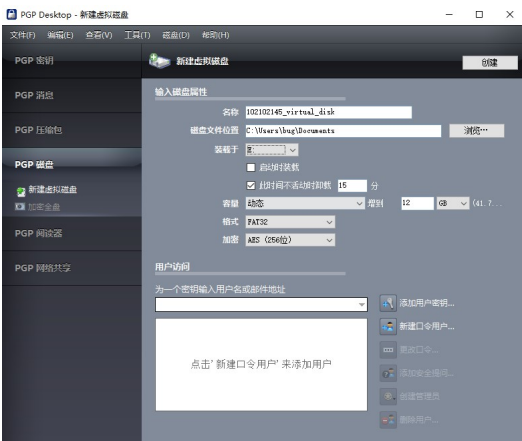 PGP Desktop - 新建虚拟磁盘
文件(F) 编辑(E) 查看(V) 工具(T) 磁盘(D) 帮助(H)
PGP 密钥
新建虚拟磁盘
创建
PGP 消息
输入磁盘属性
名称 102102145_virtual_disk
PGP 压缩包
磁盘文件位置 C:\Users\bug\Documents 浏览…
装载于
PGP 磁盘
启动时装载
新建虚拟磁盘
此时间不活动时卸载 15 分
加密全盘
容量 动态 增到 12 GB (41.7...
PGP 阅读器
格式 FAT32
加密 AES (256位)
PGP 网络共享
用户访问
为一个密钥输入用户名或邮件地址
添加用户密钥...
新建口令用户...
更改口令...
点击'新建口令用户'来添加用户
添加安全提问...
创建管理员
删除用户...